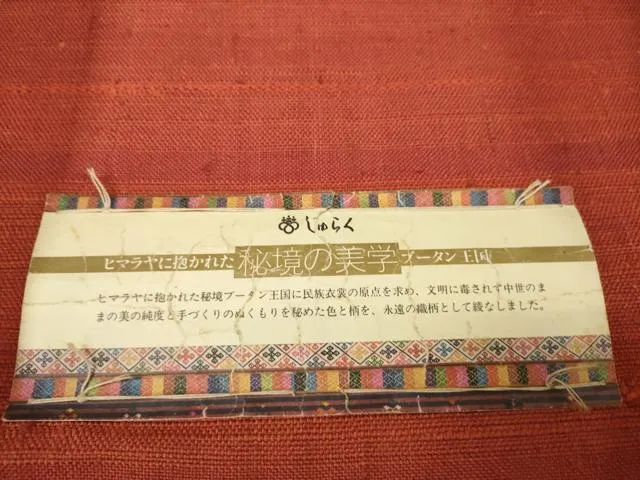 しゅらく
ヒマラヤに抱かれた秘境の美学ブータン王国
ヒマラヤに抱かれた秘境ブータン王国に民族衣裳の原点を求め、文明に毒されず中世のま
まの美の純度と手づくりのぬくもりを秘めた色と柄を、永遠の織柄として綾なしました。